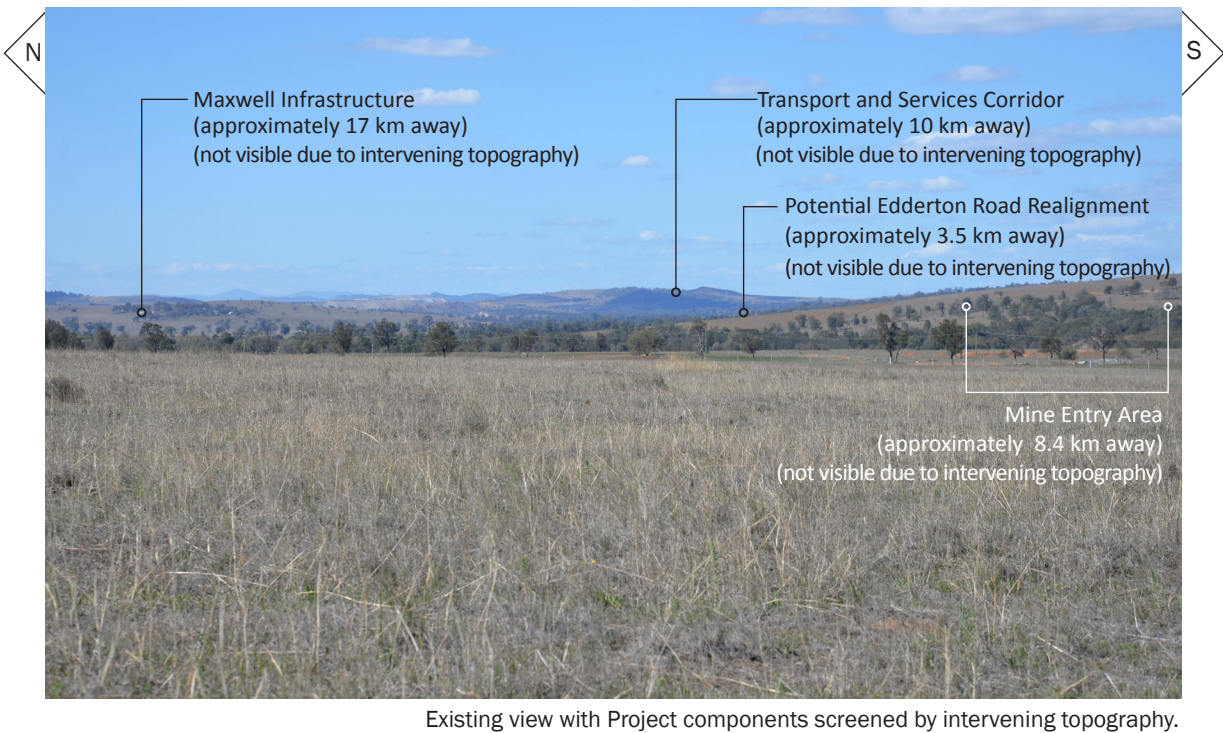 N
S
Maxwell Infrastructure
(approximately 17 km away)
(not visible due to intervening topography)
Transport and Services Corridor
(approximately 10 km away)
(not visible due to intervening topography)
Potential Edderton Road Realignment
(approximately 3.5 km away)
(not visible due to intervening topography)
Mine Entry Area
(approximately 8.4 km away)
(not visible due to intervening topography)
Existing view with Project components screened by intervening topography.